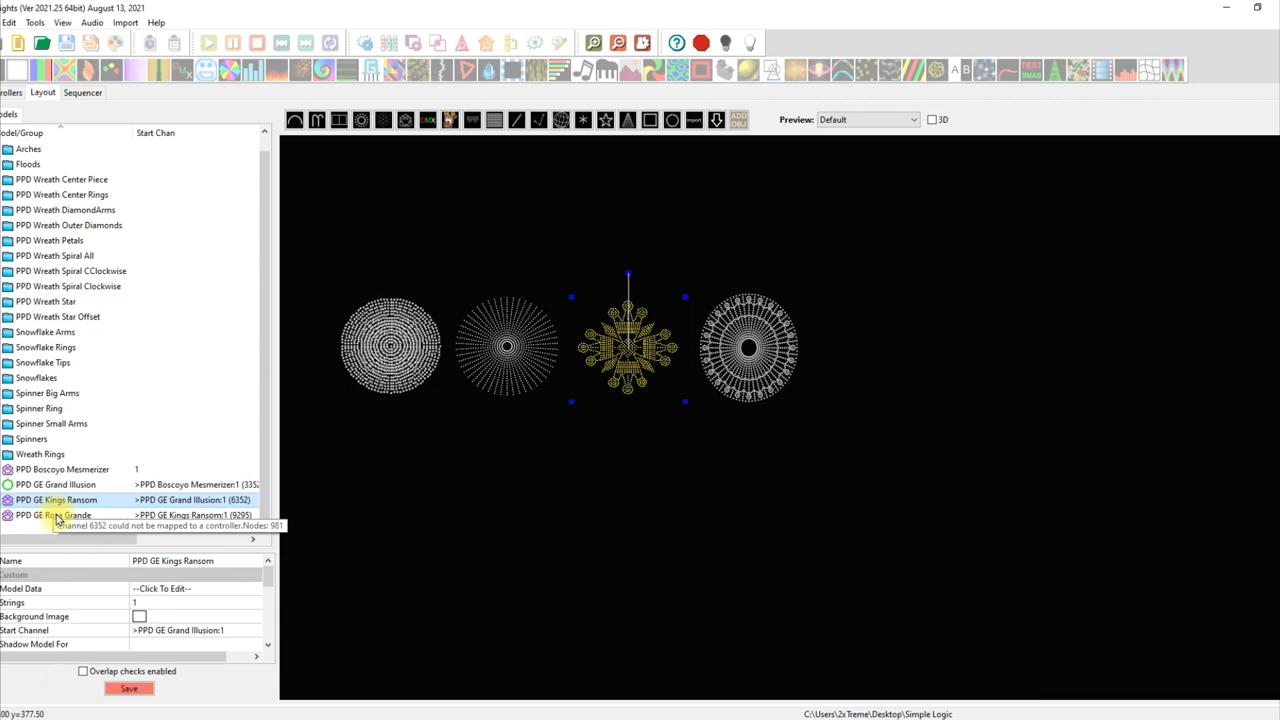 ights (Ver 2021.25 64bit) August 13, 2021
Edit Tools View Audio Import Help
rollers Layout Sequencer
odels
odel/Group Start Chan
Preview: Default 3D
Arches
Floods
PPD Wreath Center Piece
PPD Wreath Center Rings
PPD Wreath DiamondArms
PPD Wreath Outer Diamonds
PPD Wreath Petals
PPD Wreath Spiral All
PPD Wreath Spiral CClockwise
PPD Wreath Spiral Clockwise
PPD Wreath Star
PPD Wreath Star Offset
Snowflake Arms
Snowflake Rings
Snowflake Tips
Snowflakes
Spinner Big Arms
Spinner Ring
Spinner Small Arms
Spinners
Wreath Rings
PPD Boscoyo Mesmerizer 1
PPD GE Grand Illusion >PPD Boscoyo Mesmerizer:1 (3352
PPD GE Kings Ransom >PPD GE Grand Illusion:1 (6352)
PPD GE Rosa Grande >PPD GE Kings Ransom:1 (9295)
Channel 6352 could not be mapped to a controller.Nodes: 981
Name PPD GE Kings Ransom
Custom
Model Data --Click To Edit--
Strings 1
Background Image
Start Channel >PPD GE Grand Illusion:1
Shadow Model For
Overlap checks enabled
Save
00 y=377.50
C:\Users\2xTreme\Desktop\Simple Logic